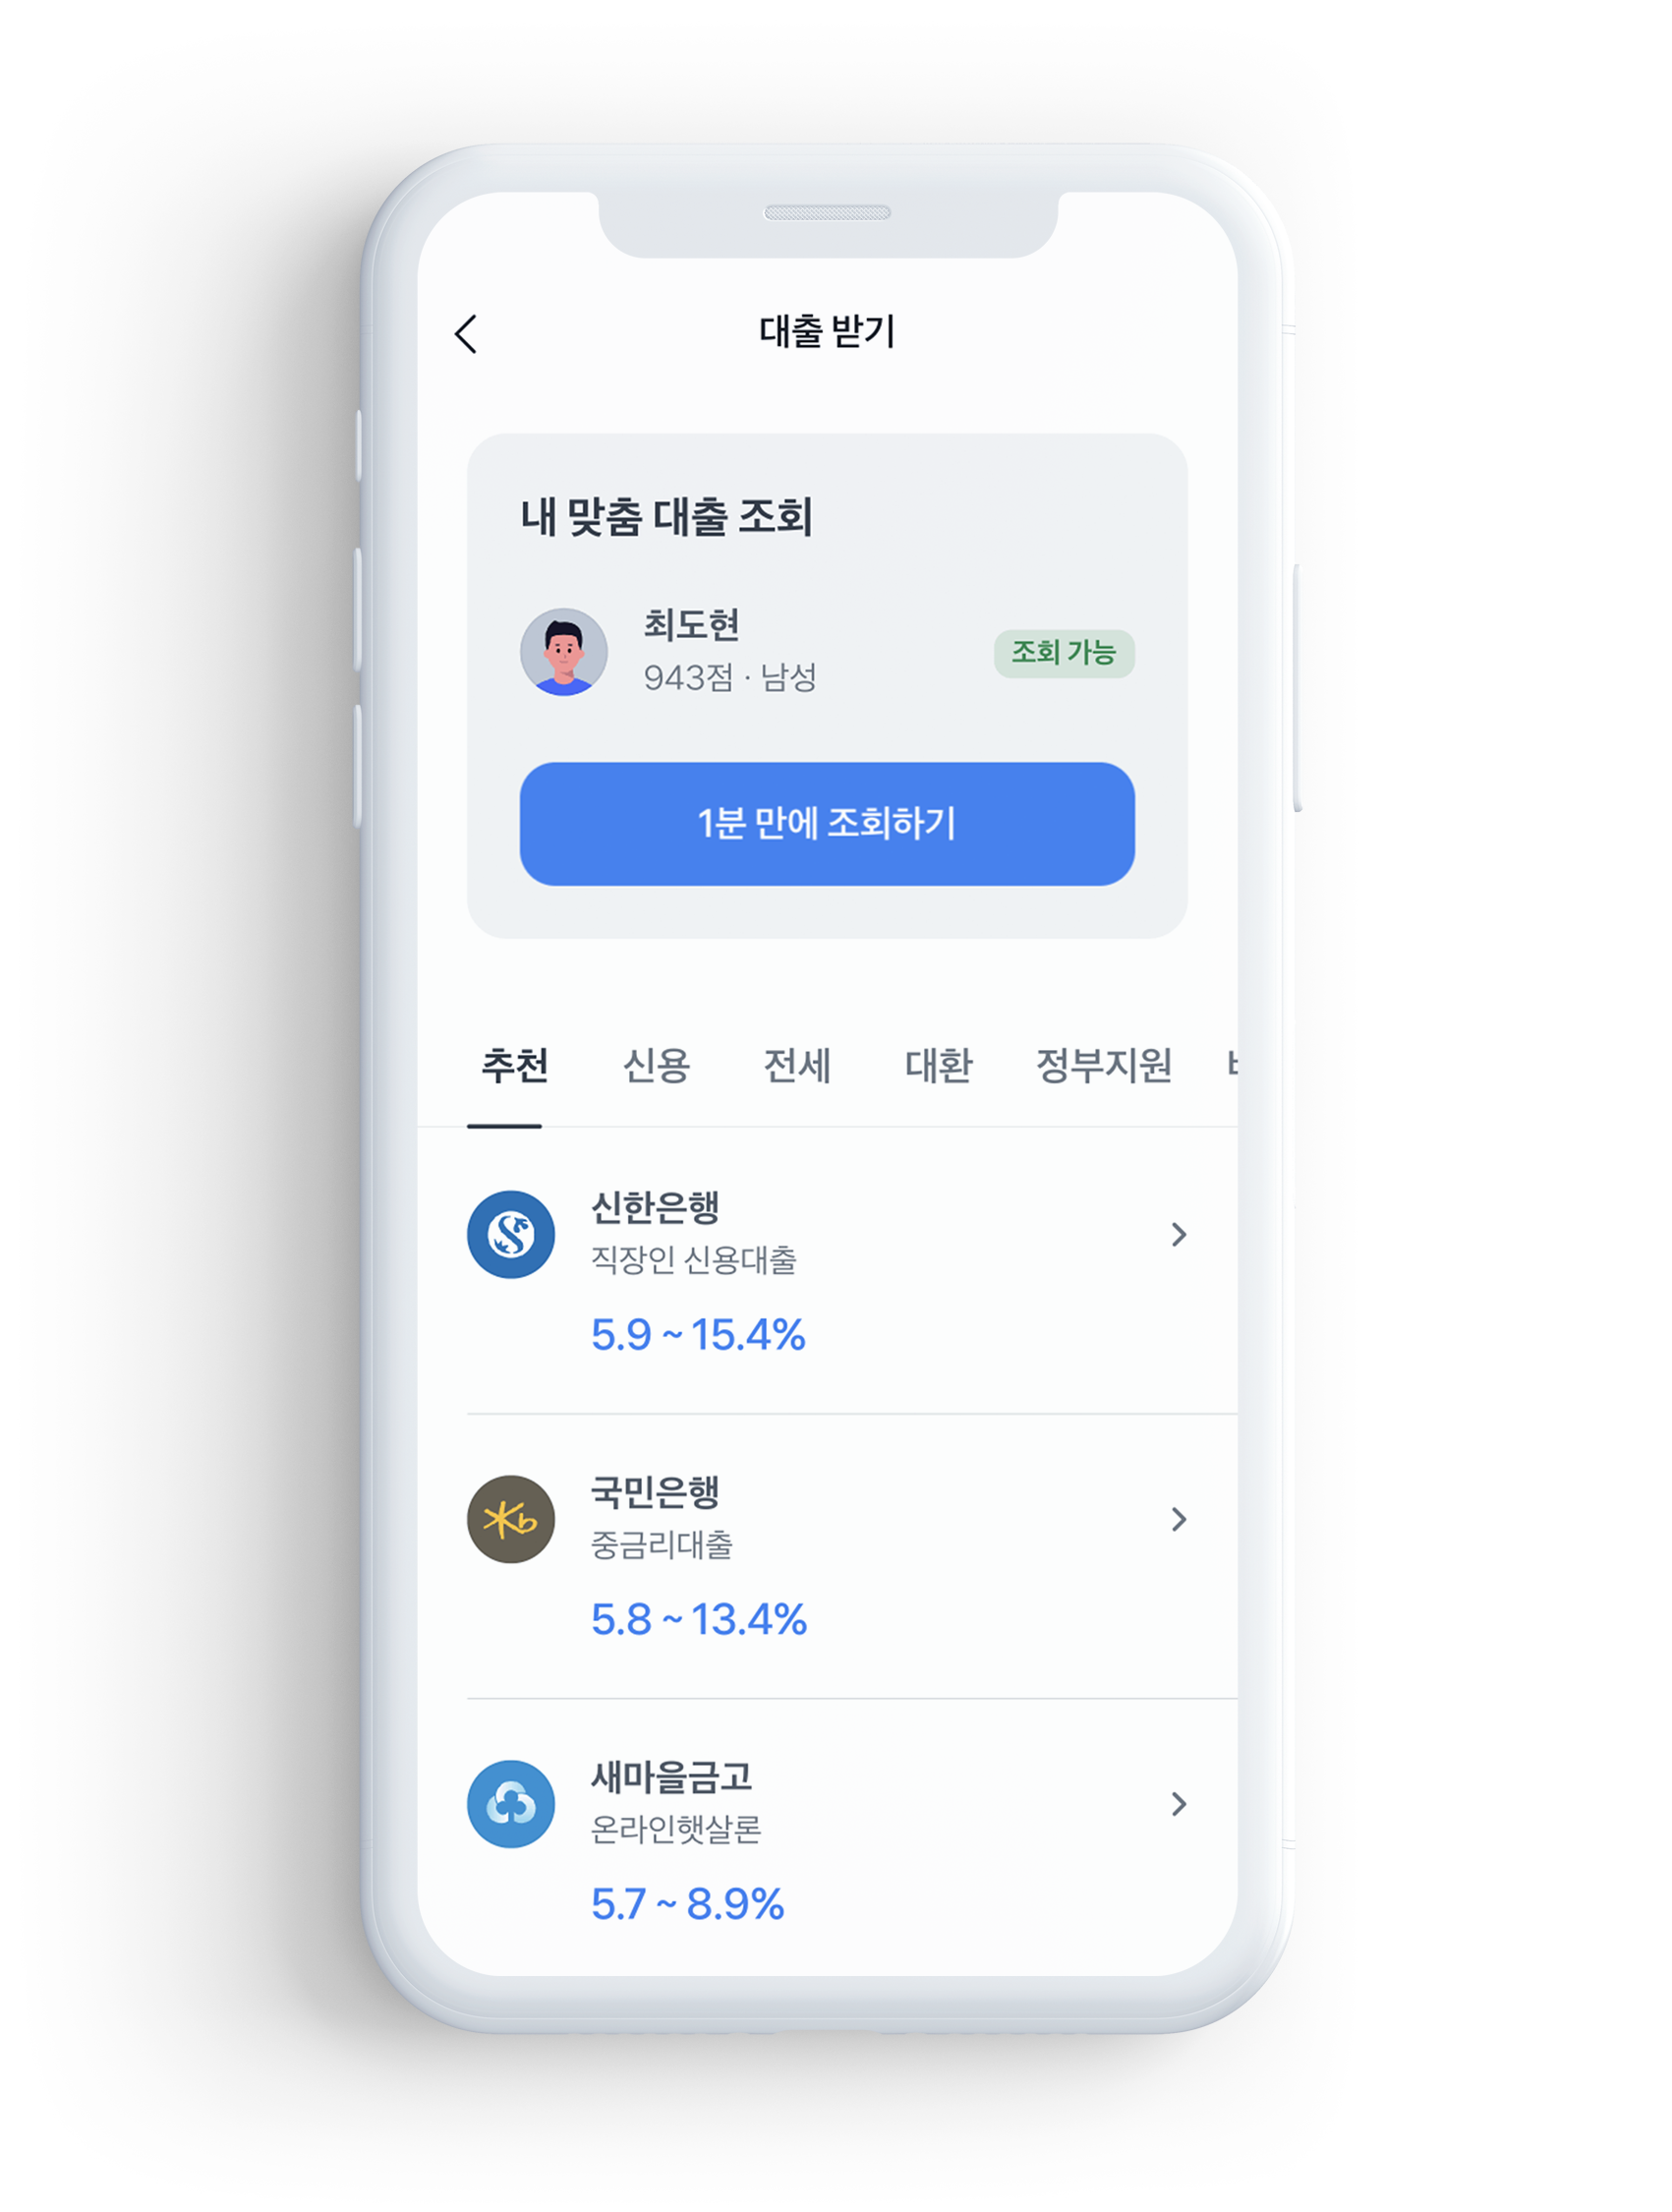 대출 받기
내 맞춤 대출 조회
최도현
943점 · 남성
조회 가능
1분 만에 조회하기
추천 신용 전세 대환 정부지원
신한은행
직장인 신용대출
5.9 ~ 15.4%
국민은행
중금리대출
5.8 ~ 13.4%
새마을금고
온라인햇살론
5.7 ~ 8.9%